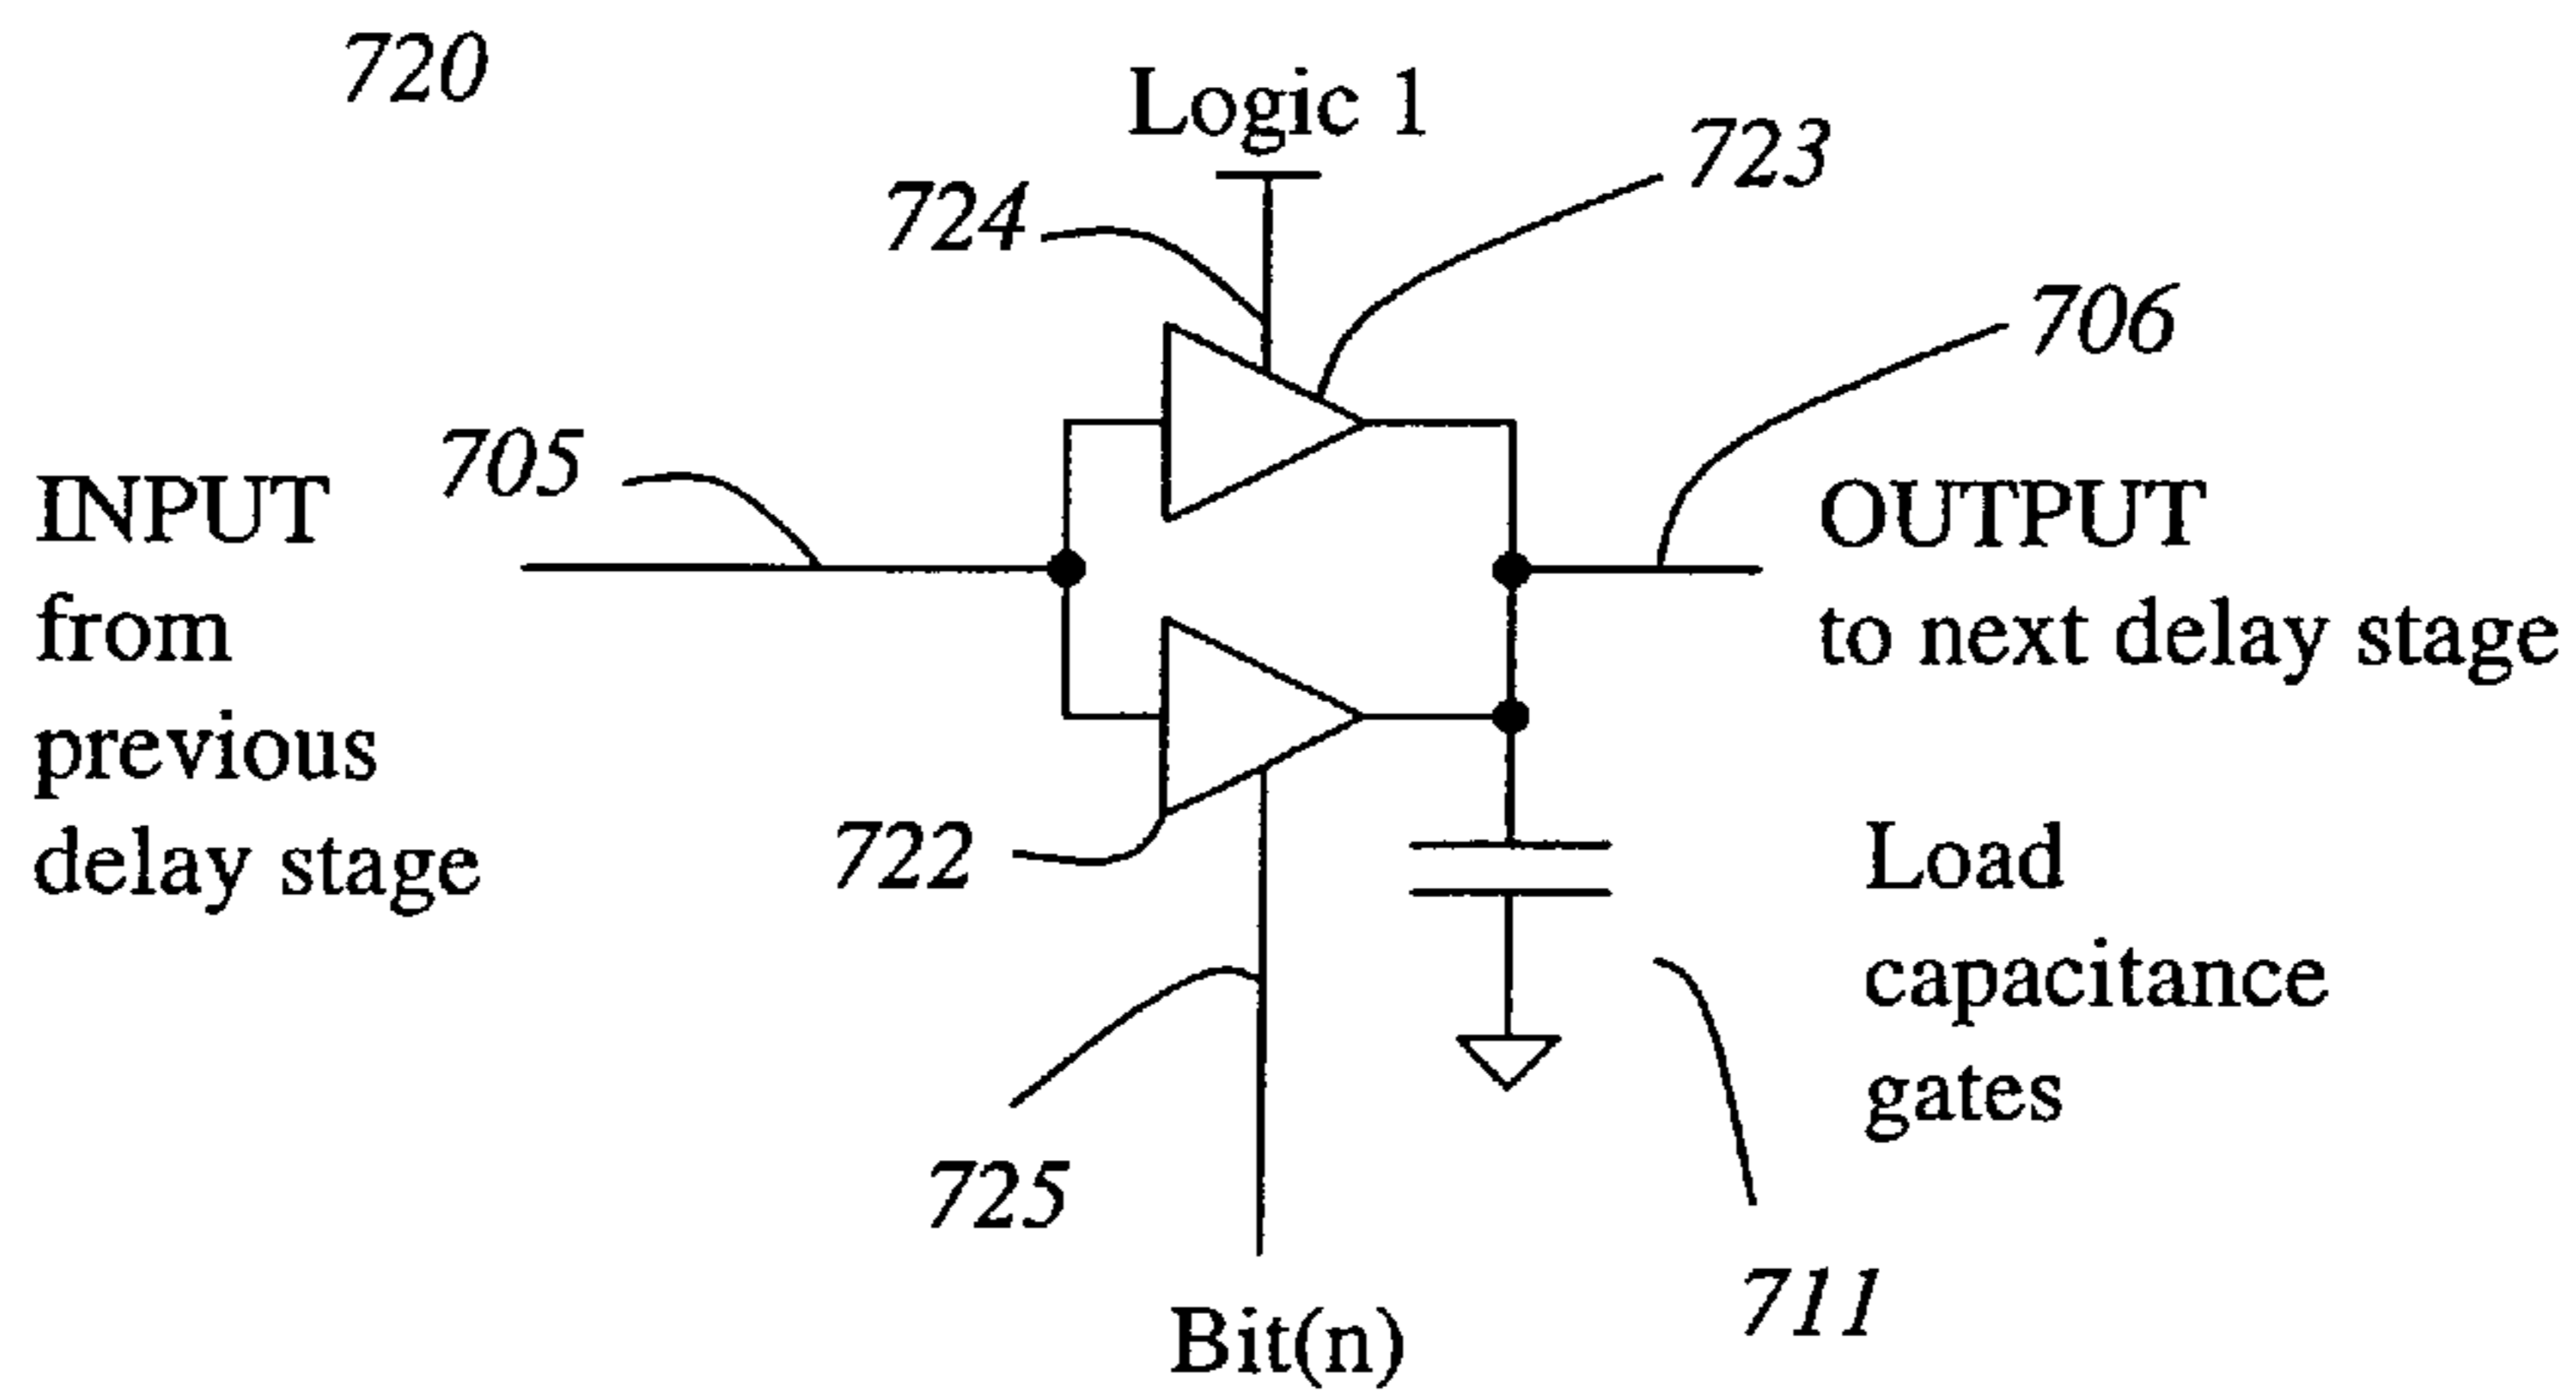 720
Logic 1
723
724
706
705
INPUT
from
previous
delay stage
OUTPUT
to next delay stage
722
Load
capacitance
gates
725
711
Bit(n)